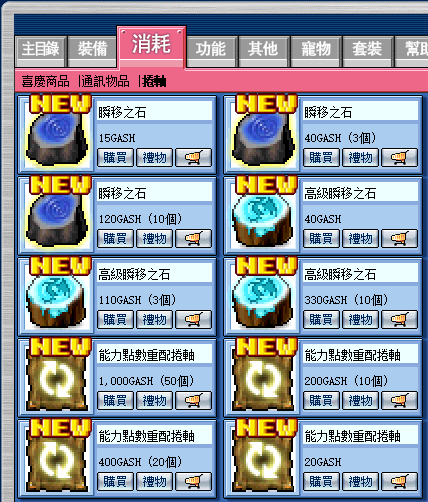 主目錄 裝備 消耗 功能 其他 寵物 套裝 幫助
喜慶商品 |通訊物品 |捲軸
NEW 瞬移之石 NEW 瞬移之石
15GASH 40GASH (3個)
購買 禮物 購買 禮物
NEW 瞬移之石 NEW 高級瞬移之石
120GASH (10個) 40GASH
購買 禮物 購買 禮物
NEW 高級瞬移之石 NEW 高級瞬移之石
110GASH (3個) 330GASH (10個)
購買 禮物 購買 禮物
NEW 能力點數重配捲軸 NEW 能力點數重配捲軸
1,000GASH (50個) 200GASH (10個)
購買 禮物 購買 禮物
NEW 能力點數重配捲軸 NEW 能力點數重配捲軸
400GASH (20個) 20GASH
購買 禮物 購買 禮物